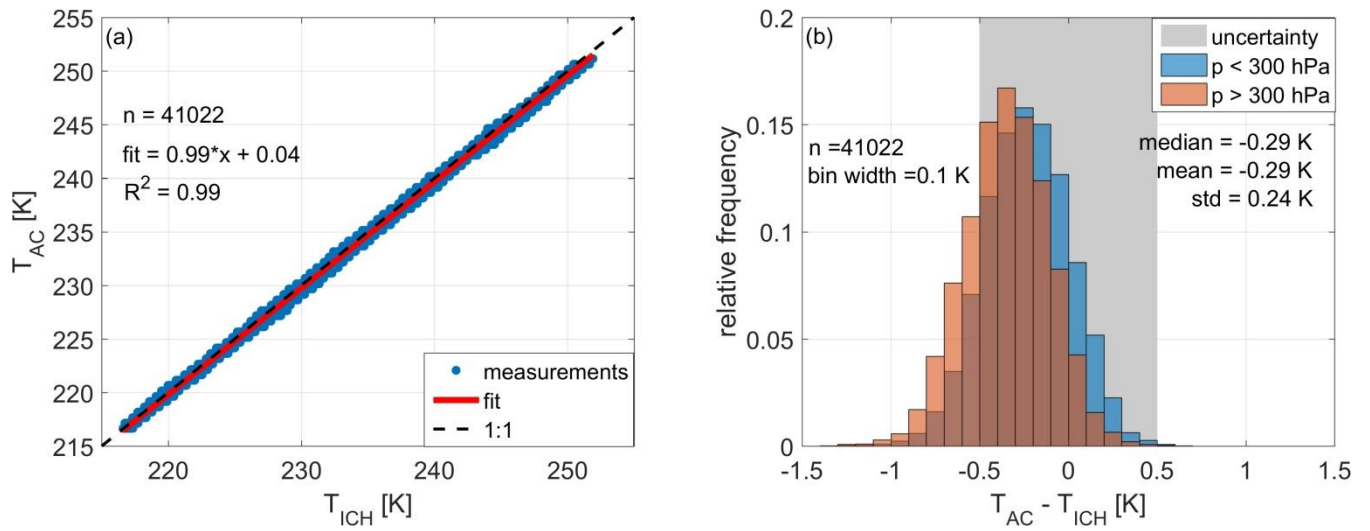 (a)
n = 41022
fit = 0.99*x + 0.04
R² = 0.99
255
250
245
240
235
230
225
220
215
T_AC [K]
measurements
fit
1:1
220
230
240
250
T_ICH [K]
(b)
uncertainty
p < 300 hPa
p > 300 hPa
n =41022
bin width =0.1 K
median = -0.29 K
mean = -0.29 K
std = 0.24 K
0.2
0.15
0.1
0.05
0
relative frequency
-1.5
-1
-0.5
0
0.5
1
1.5
T_AC - T_ICH [K]